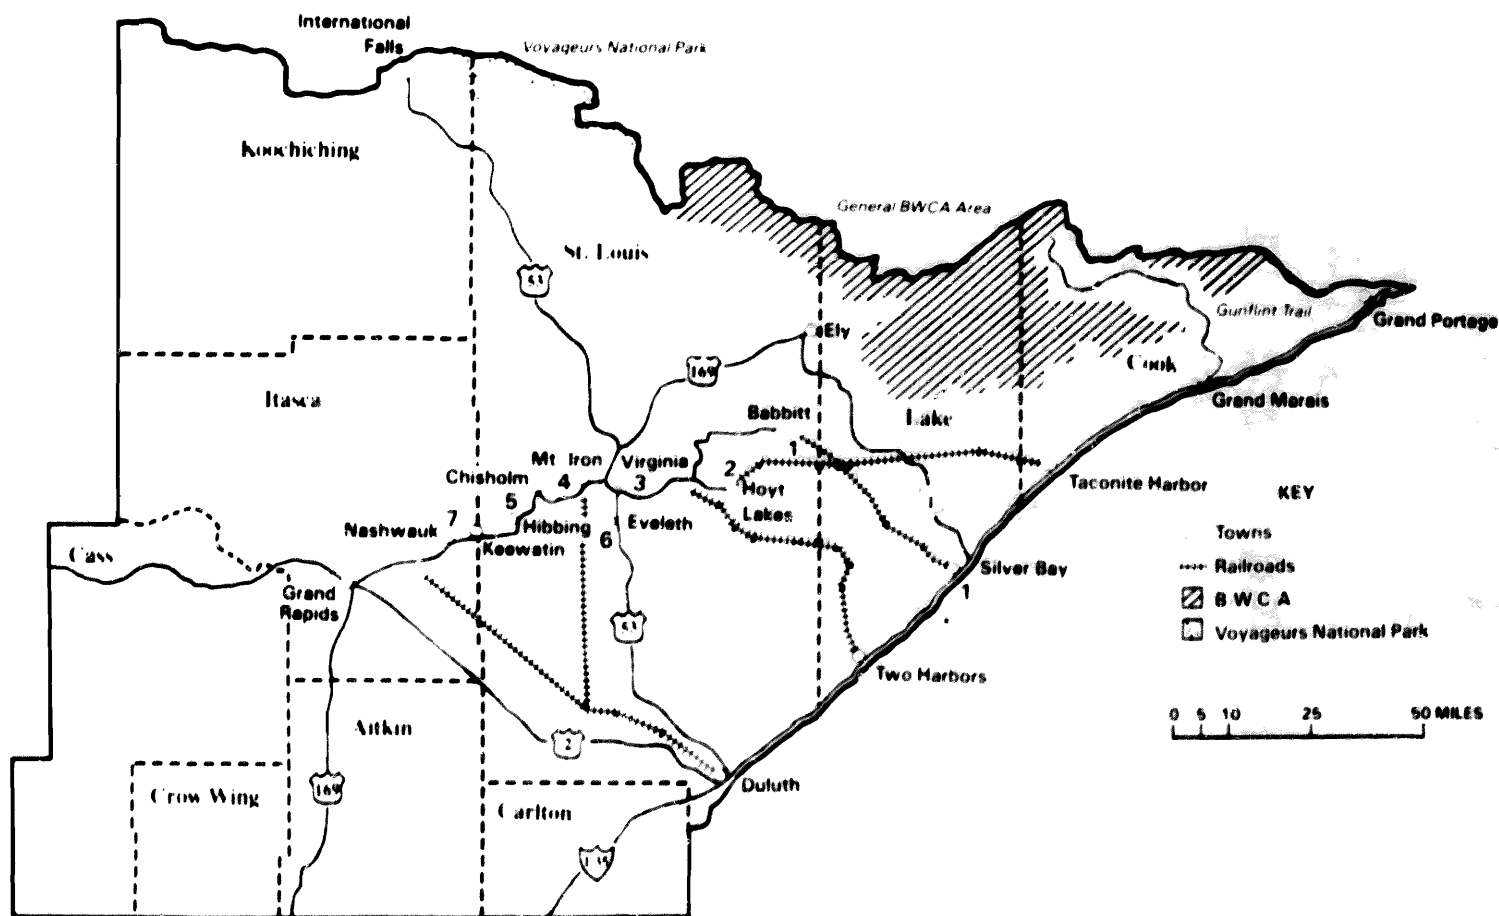 International
Falls
Voyageurs National Park
Koochiching
St. Louis
General BWCA Area
53
Gunflint Trail
Grand Portage
Ely
169
Cook
Itasca
Grand Marais
Babbitt
Lake
Mt Iron
Virginia
1
Chisholm
4
3
2
Hoyt
Lakes
Taconite Harbor
5
KEY
Nashwauk
7
Hibbing
Eveleth
Keewatin
6
Towns
Cass
Silver Bay
Railroads
1
Grand
Rapids
B W C A
53
Voyageurs National Park
Two Harbors
0 5 10 25 50 MILES
Aitkin
2
Duluth
169
Crow Wing
Carlton
I-35